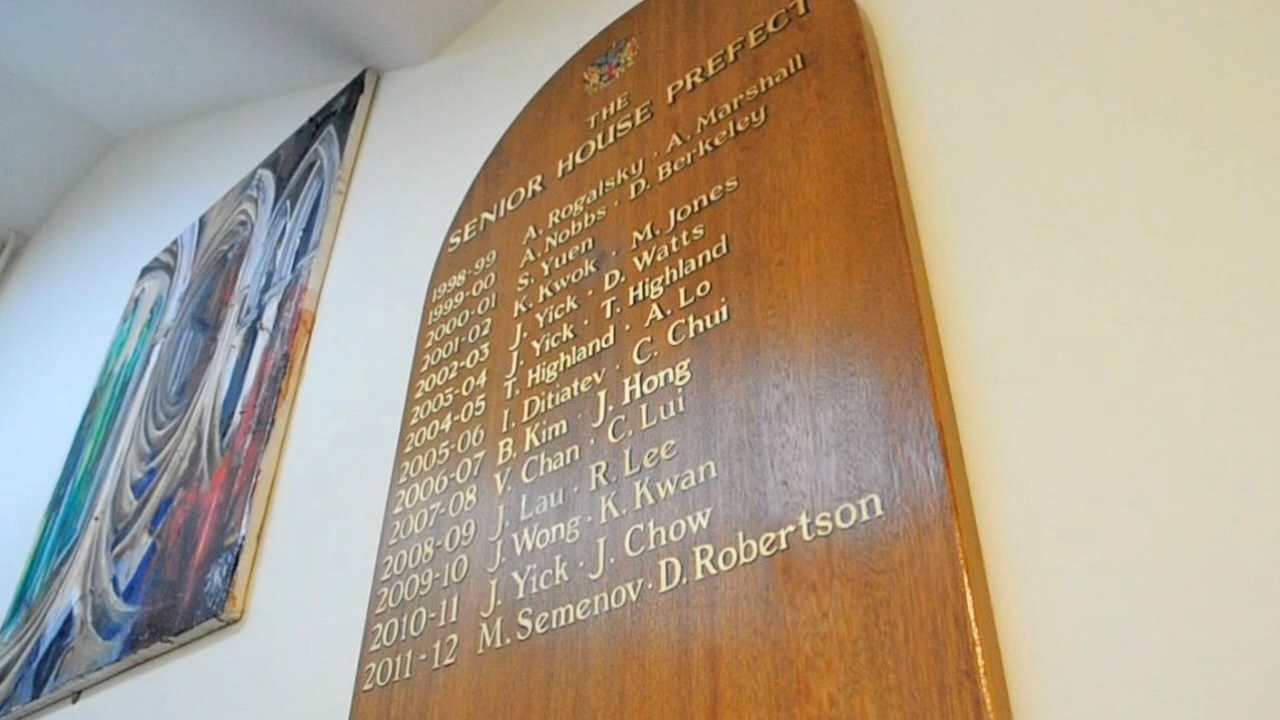 THE
SENIOR HOUSE PREFECT
1998-99 A. Rogalsky · A. Marshall
1999-00 A. Nobbs · D. Berkeley
2000-01 S. Yuen
2001-02 K. Kwok · M. Jones
2002-03 J. Yick · D. Watts
2003-04 J. Yick · T. Highland
2004-05 T. Highland · A. Lo
2005-06 I. Ditiatev · C. Chui
2006-07 B. Kim · J. Hong
2007-08 V. Chan · C. Lui
2008-09 J. Lau · R. Lee
2009-10 J. Wong · K. Kwan
2010-11 J. Yick · J. Chow
2011-12 M. Semenov · D. Robertson